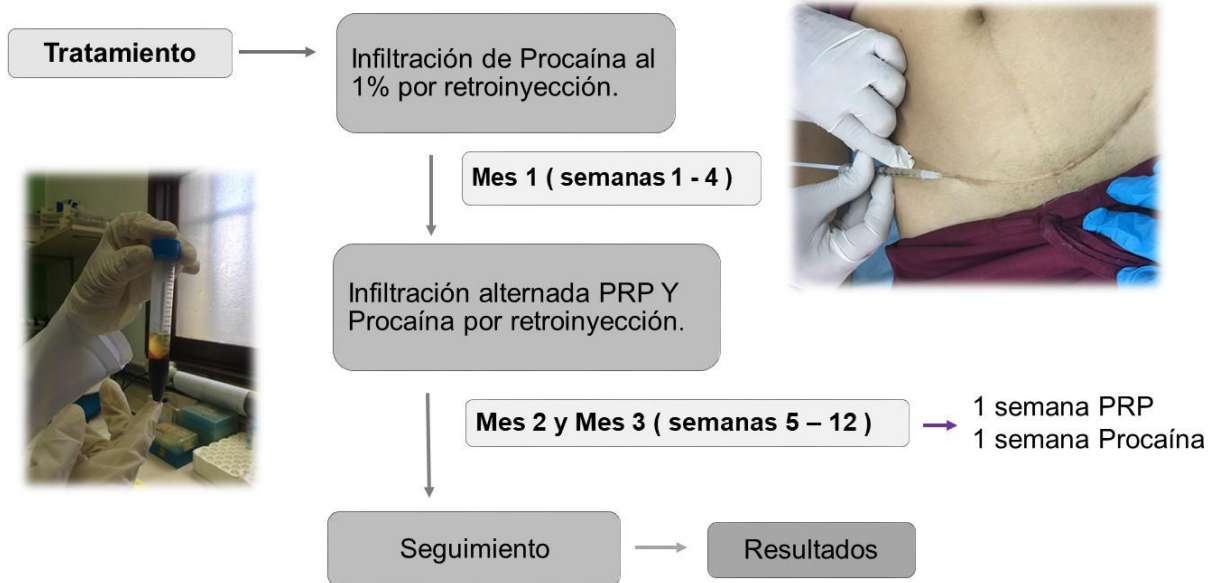 Tratamiento
Infiltración de Procaína al
1% por retroinyección.
Mes 1 ( semanas 1 - 4 )
Infiltración alternada PRP Y
Procaína por retroinyección.
Mes 2 y Mes 3 ( semanas 5 – 12 )
1 semana PRP
1 semana Procaína
Seguimiento
Resultados